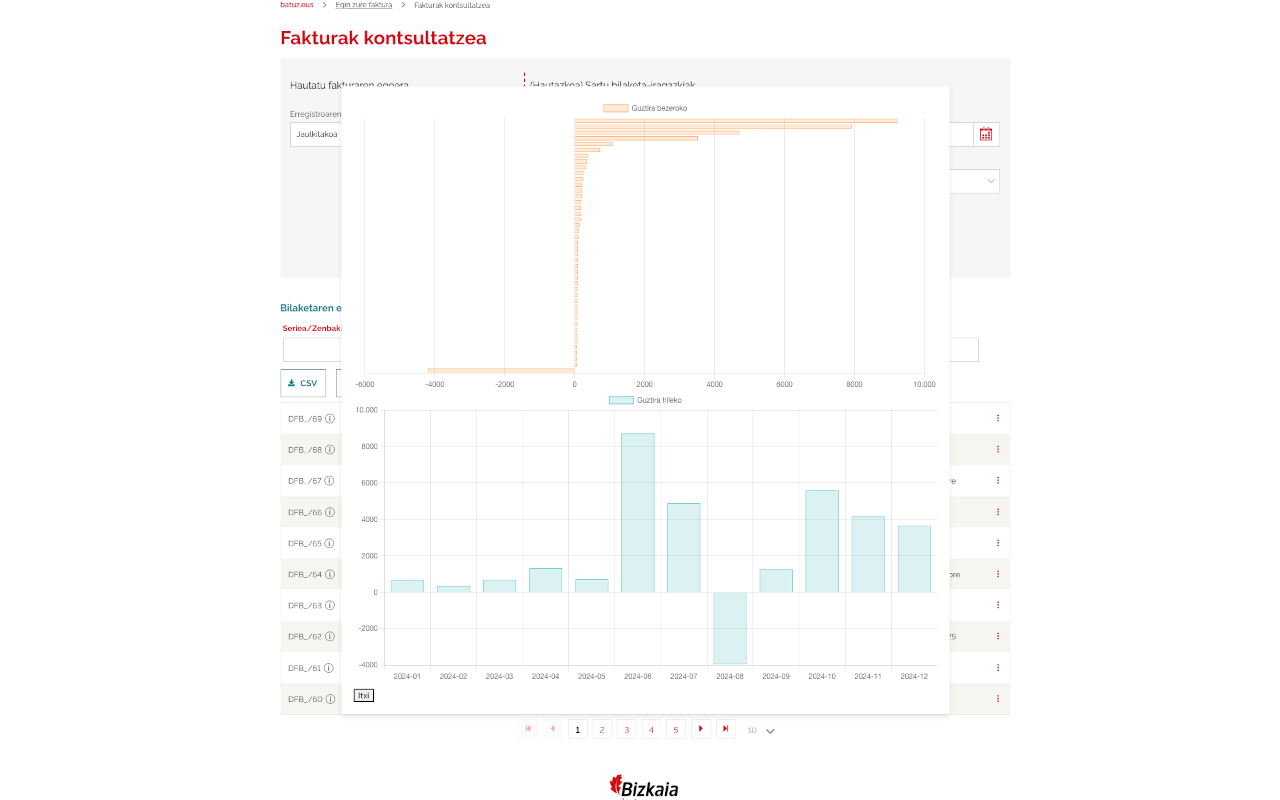 batuz.eus > Egin zure faktura > Fakturak kontsultatzea
Fakturak kontsultatzea
Hautatu fakturaren egoera
(Hautazkoa) Sartu bilaketa-iragazkiak
Erregistroaren
Jaulkitakoa
Guztira bezeroko
-6000 -4000 -2000 0 2000 4000 6000 8000 10.000
Bilaketaren e
Seriea/Zenbaki
CSV
Guztira hileko
10.000
8000
6000
4000
2000
0
-2000
-4000
2024-01 2024-02 2024-03 2024-04 2024-05 2024-06 2024-07 2024-08 2024-09 2024-10 2024-11 2024-12
Itxi
DFB_/69
DFB_/68
DFB_/67 re
DFB_/66
DFB_/65
DFB_/64 bre
DFB_/63
DFB_/62 25
DFB_/61
DFB_/60
1 2 3 4 5 10
Bizkaia